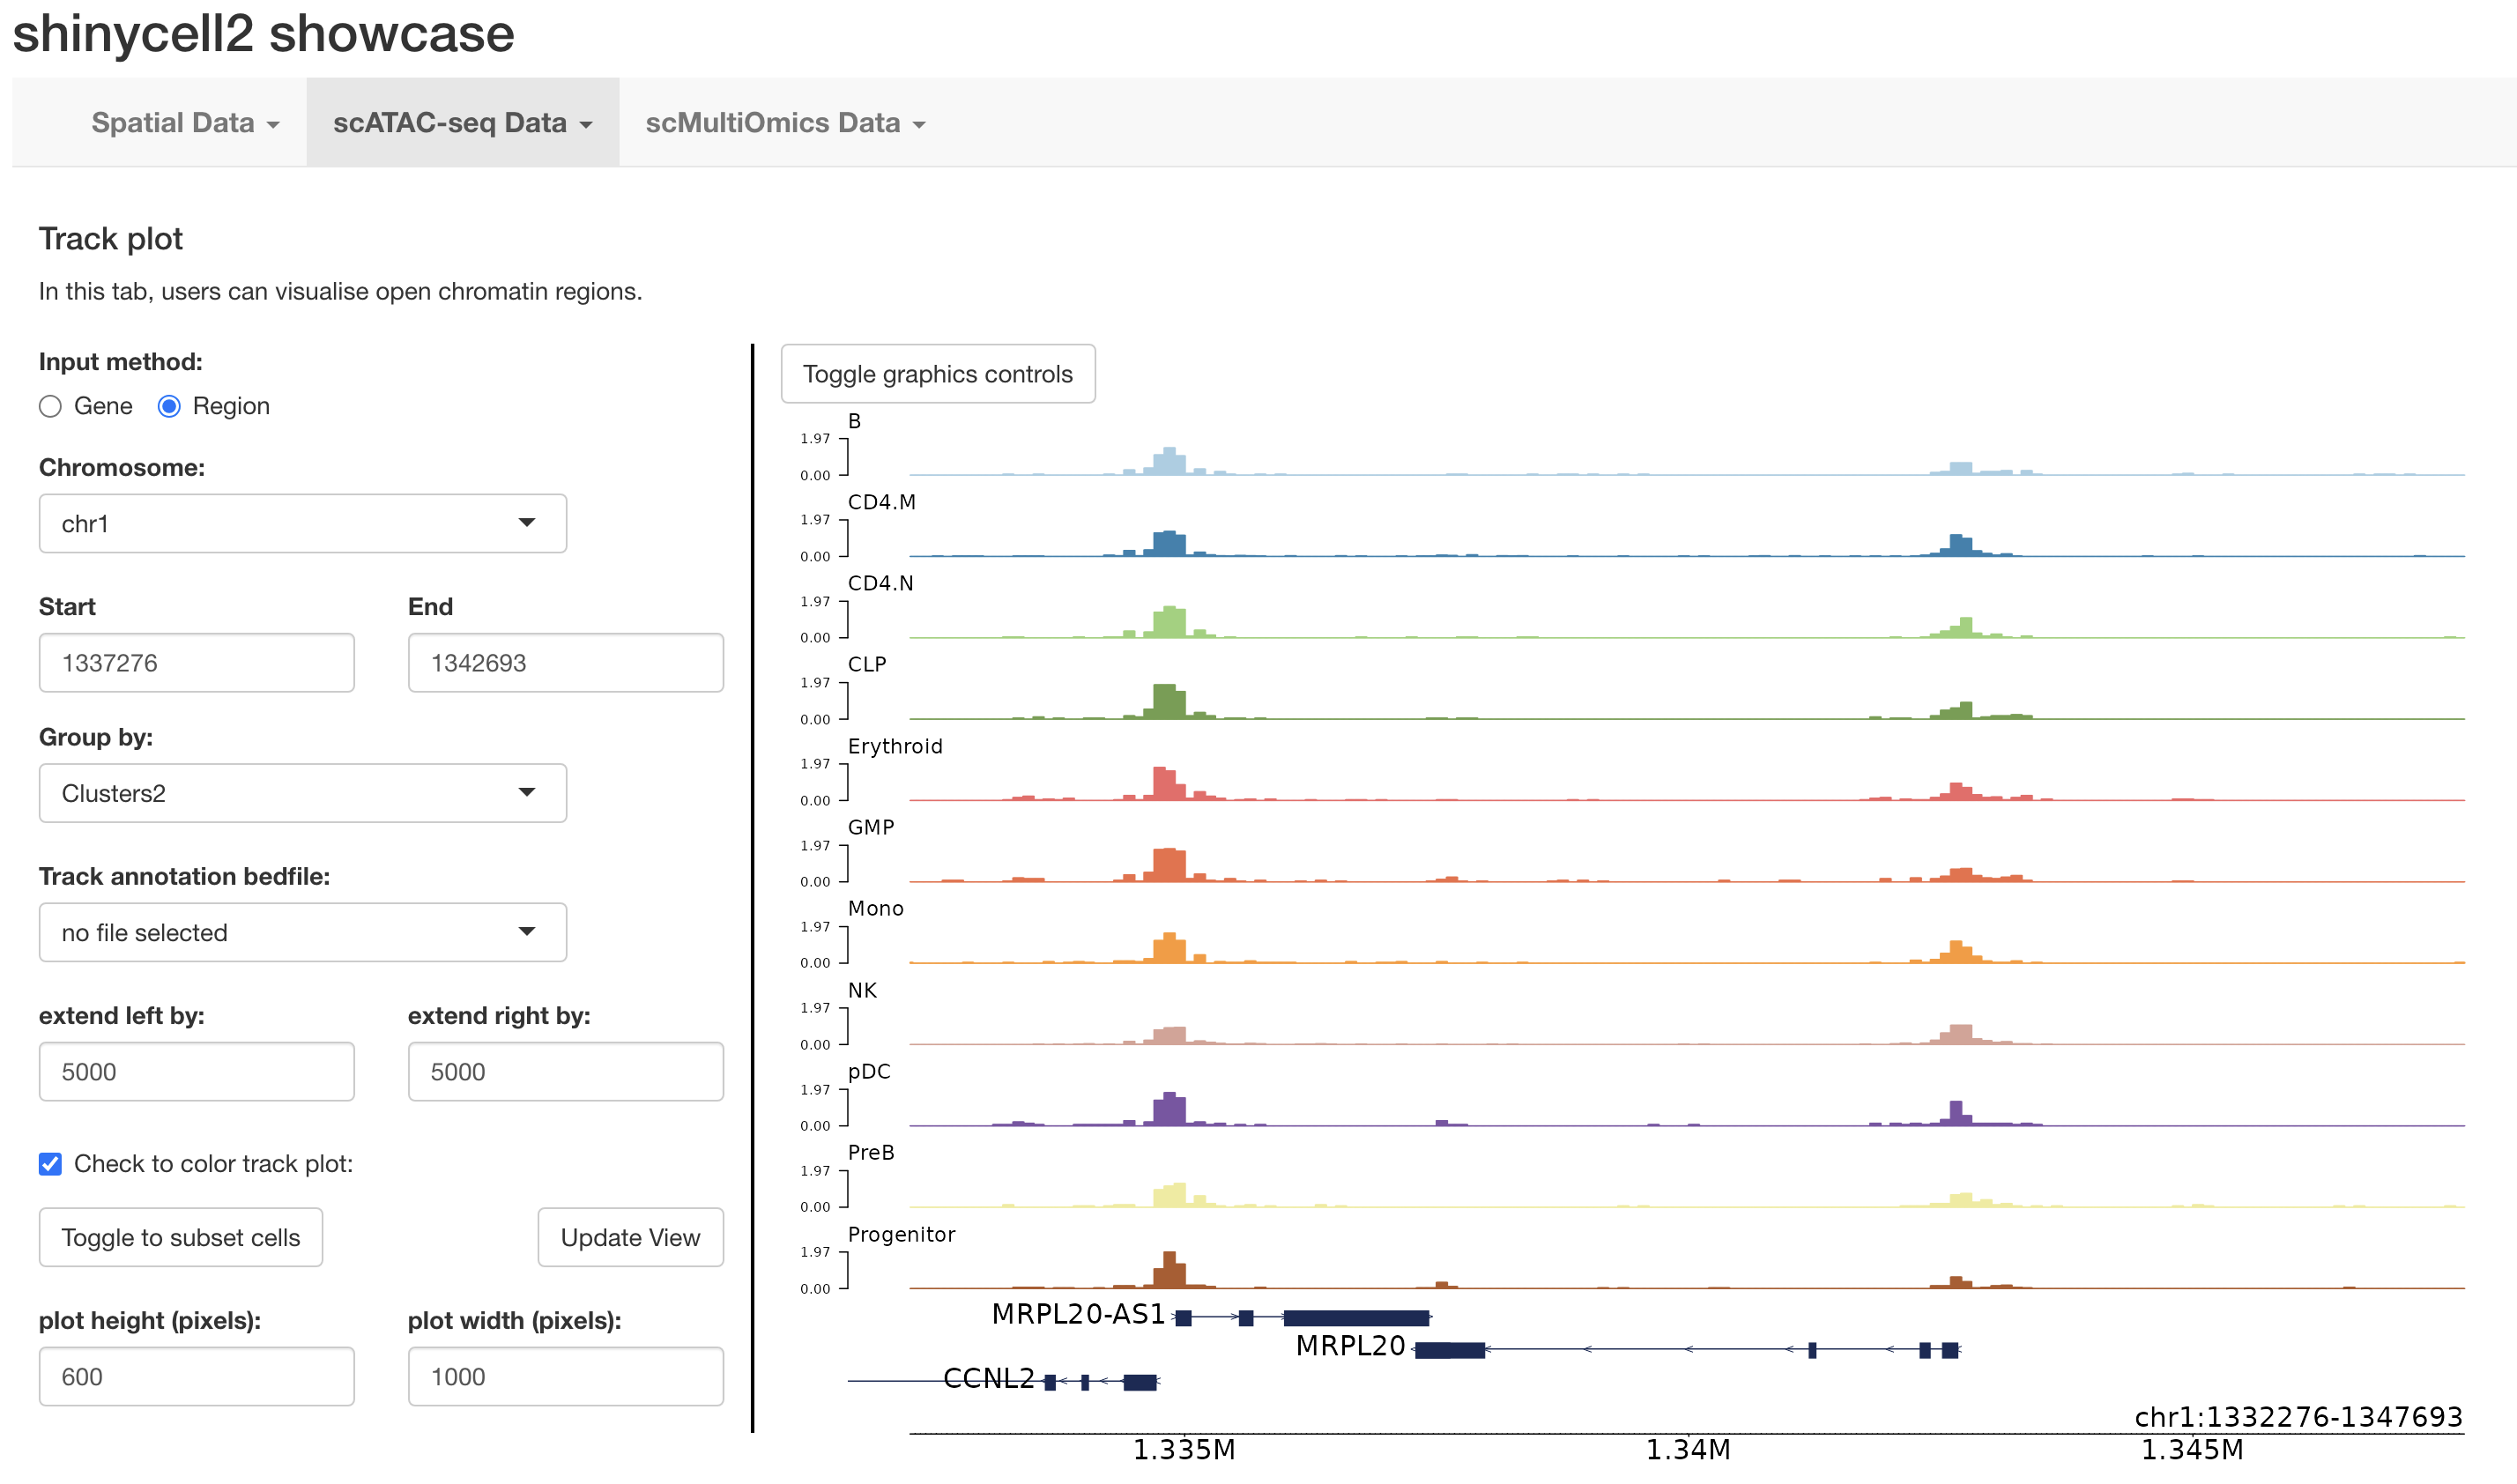 shinycell2 showcase
Spatial Data scATAC-seq Data scMultiOmics Data
Track plot
In this tab, users can visualise open chromatin regions.
Input method:
Gene Region
Chromosome:
chr1
Start End
1337276 1342693
Group by:
Clusters2
Track annotation bedfile:
no file selected
extend left by: extend right by:
5000 5000
Check to color track plot:
Toggle to subset cells Update View
plot height (pixels): plot width (pixels):
600 1000
Toggle graphics controls
B
1.97
0.00
CD4.M
1.97
0.00
CD4.N
1.97
0.00
CLP
1.97
0.00
Erythroid
1.97
0.00
GMP
1.97
0.00
Mono
1.97
0.00
NK
1.97
0.00
pDC
1.97
0.00
PreB
1.97
0.00
Progenitor
1.97
0.00
MRPL20-AS1
MRPL20
CCNL2
chr1:1332276-1347693
1.335M 1.34M 1.345M